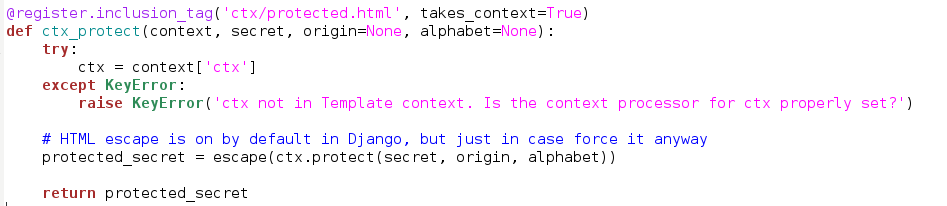 @register.inclusion_tag('ctx/protected.html', takes_context=True)
def ctx_protect(context, secret, origin=None, alphabet=None):
    try:
        ctx = context['ctx']
    except KeyError:
        raise KeyError('ctx not in Template context. Is the context processor for ctx properly set?')

    # HTML escape is on by default in Django, but just in case force it anyway
    protected_secret = escape(ctx.protect(secret, origin, alphabet))

    return protected_secret